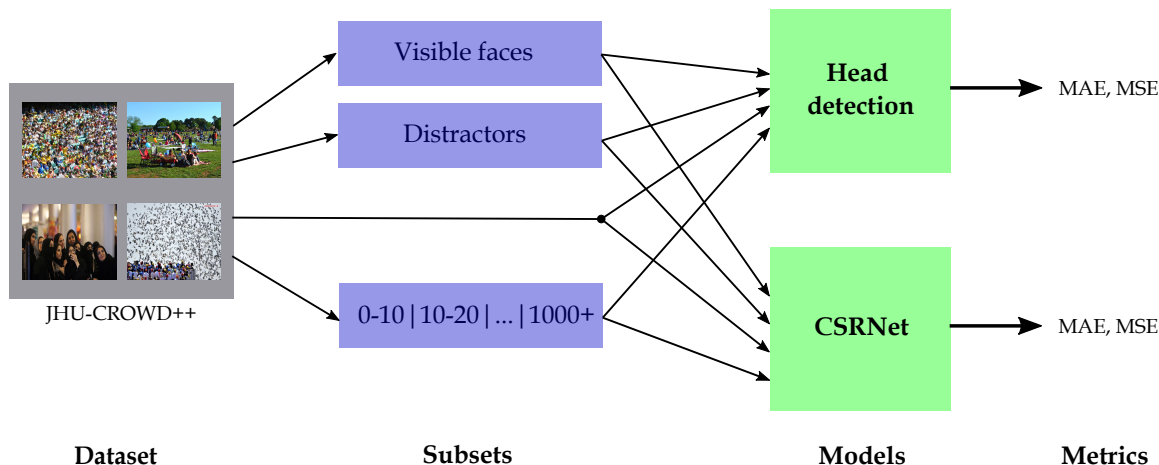 Visible faces
Distractors
0-10|10-20|...|1000+
JHU-CROWD++
Head
detection
CSRNet
MAE, MSE
MAE, MSE
Dataset
Subsets
Models
Metrics